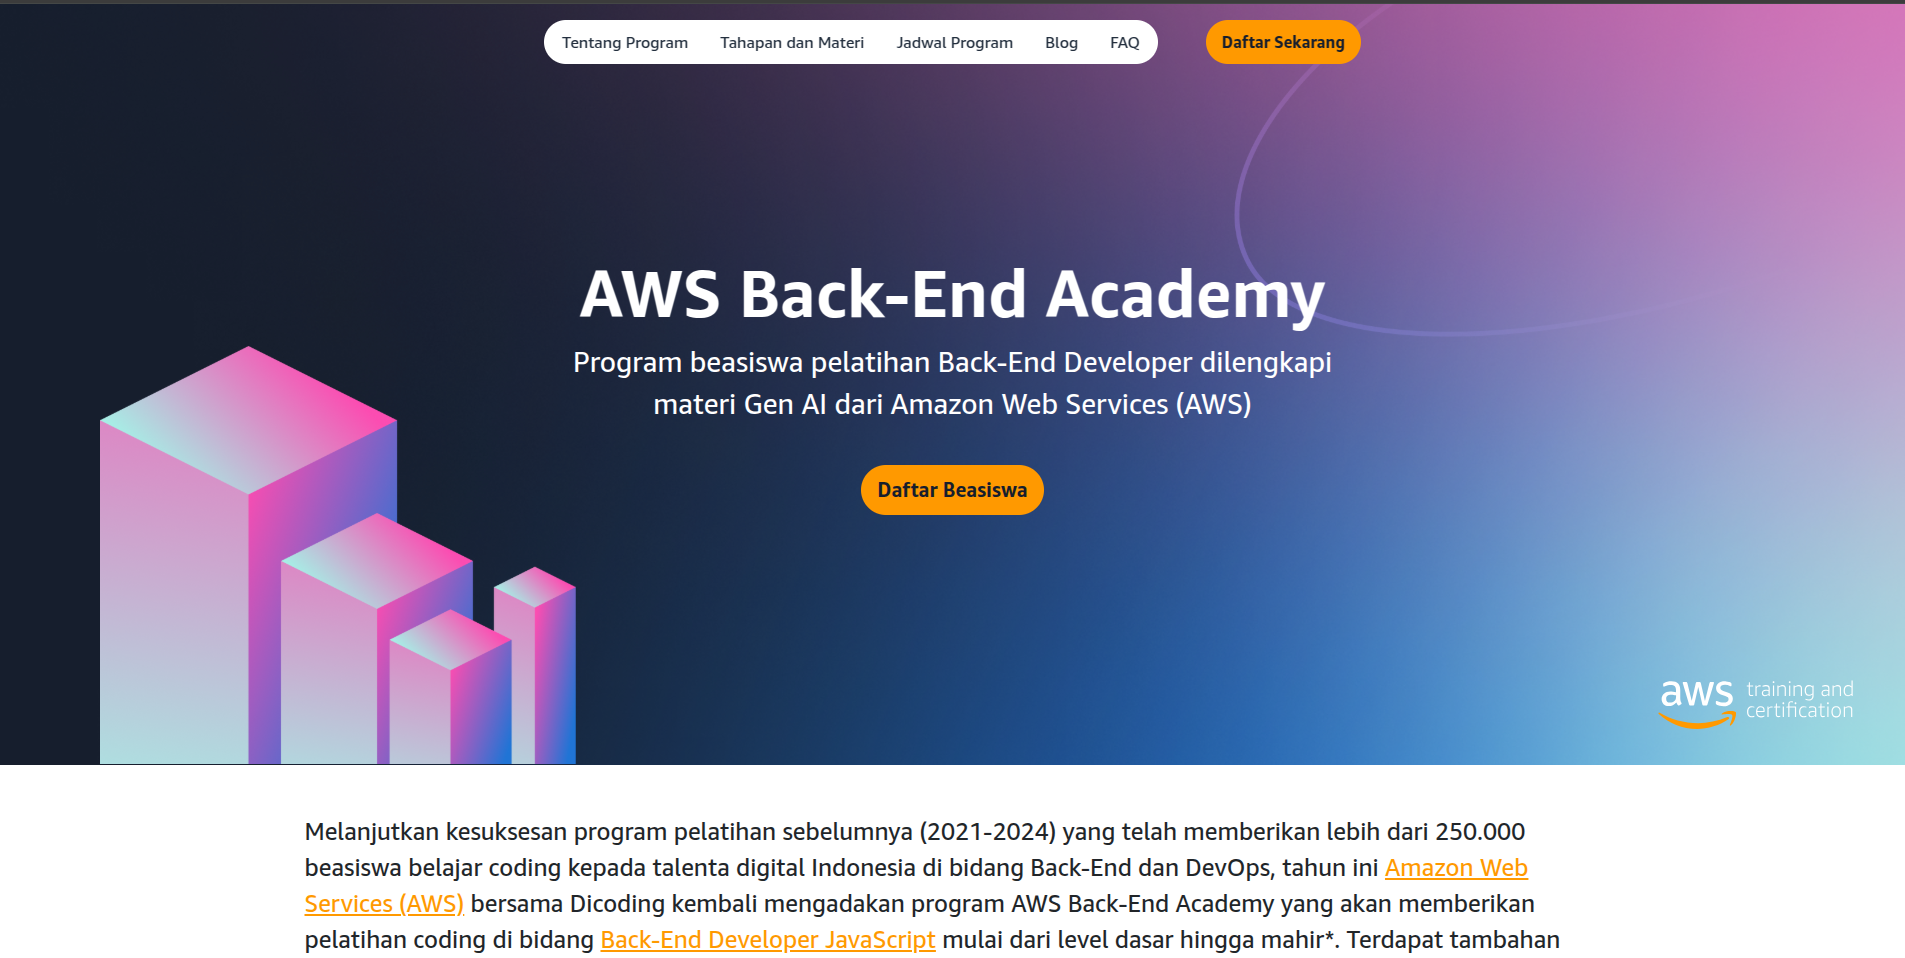 Tentang Program Tahapan dan Materi Jadwal Program Blog FAQ Daftar Sekarang
AWS Back-End Academy
Program beasiswa pelatihan Back-End Developer dilengkapi
materi Gen AI dari Amazon Web Services (AWS)
Daftar Beasiswa
aws training and
certification
Melanjutkan kesuksesan program pelatihan sebelumnya (2021-2024) yang telah memberikan lebih dari 250.000
beasiswa belajar coding kepada talenta digital Indonesia di bidang Back-End dan DevOps, tahun ini Amazon Web
Services (AWS) bersama Dicoding kembali mengadakan program AWS Back-End Academy yang akan memberikan
pelatihan coding di bidang Back-End Developer JavaScript mulai dari level dasar hingga mahir*. Terdapat tambahan